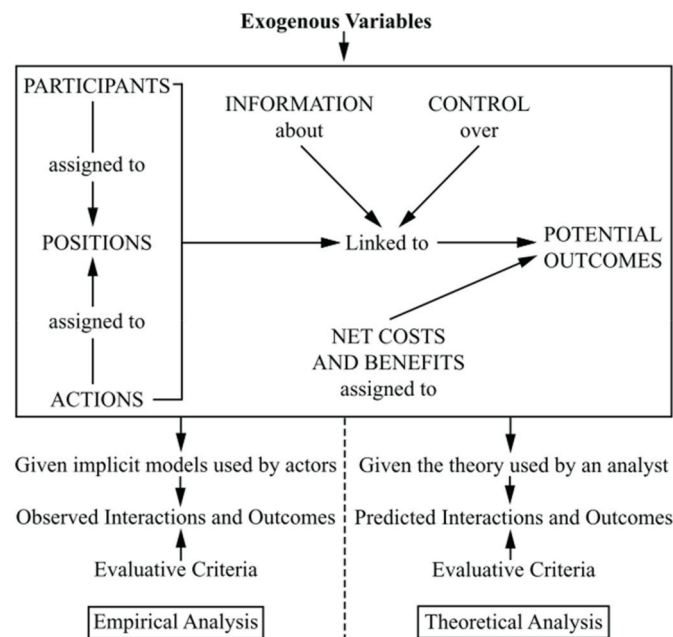 Exogenous Variables
PARTICIPANTS
INFORMATION
about
CONTROL
over
assigned to
POSITIONS
Linked to
POTENTIAL
OUTCOMES
assigned to
NET COSTS
AND BENEFITS
assigned to
ACTIONS
Given implicit models used by actors
Given the theory used by an analyst
Observed Interactions and Outcomes
Predicted Interactions and Outcomes
Evaluative Criteria
Evaluative Criteria
Empirical Analysis
Theoretical Analysis